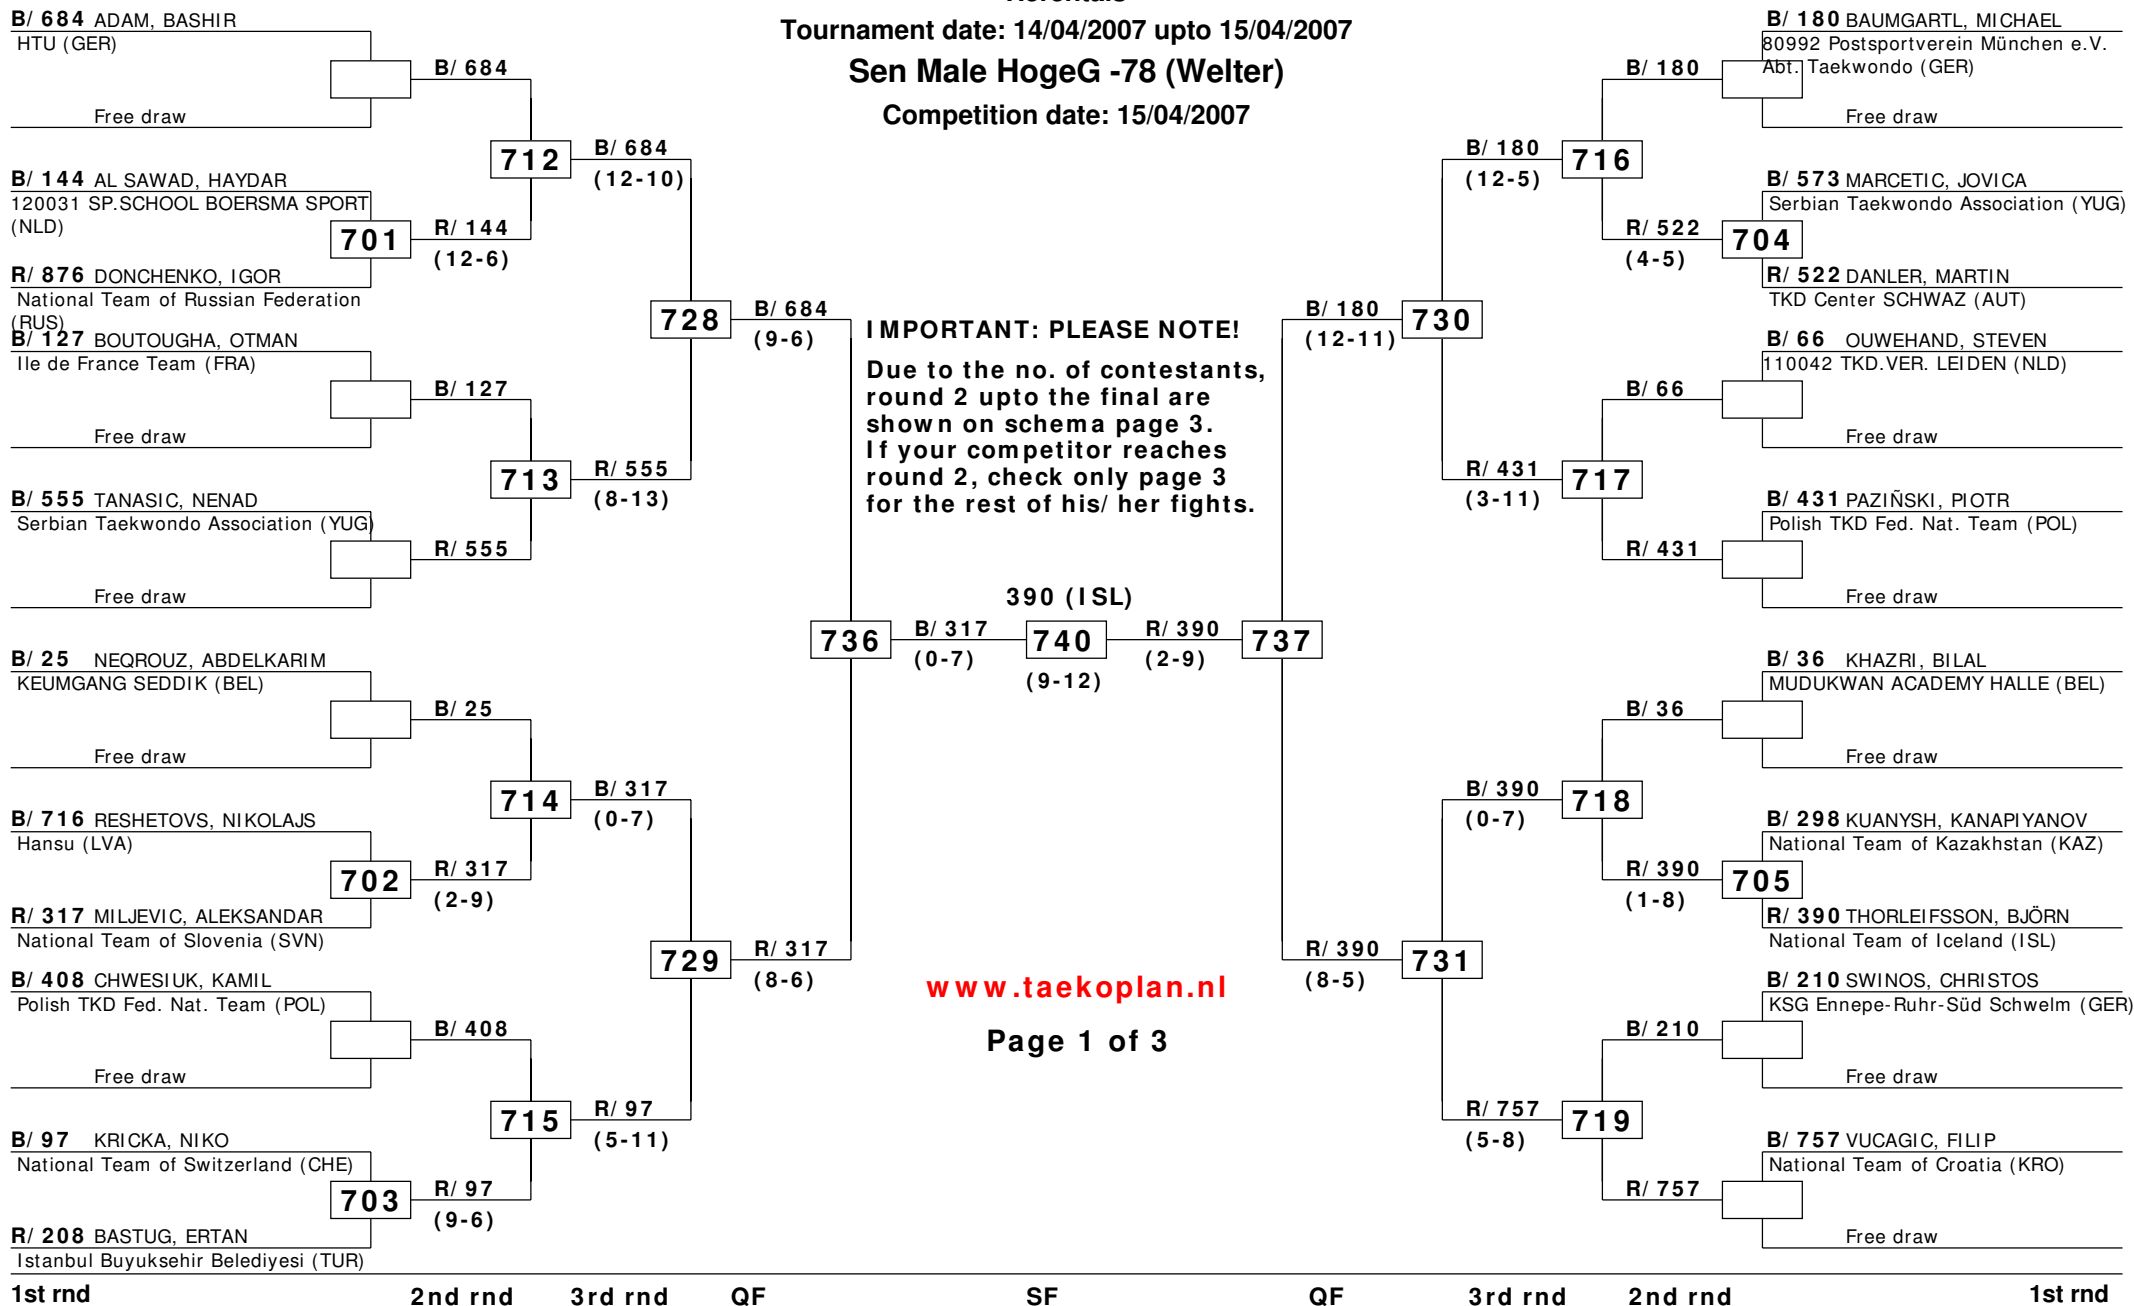 Tournament date: 14/04/2007 upto 15/04/2007
Sen Male HogeG -78 (Welter)
Competition date: 15/04/2007
B/ 684 ADAM, BASHIR
HTU (GER)
Free draw
B/ 684
712
B/ 684
(12-10)
B/ 144 AL SAWAD, HAYDAR
120031 SP.SCHOOL BOERSMA SPORT
(NLD)
701
R/ 144
(12-6)
R/ 876 DONCHENKO, IGOR
National Team of Russian Federation
(RUS)
728
B/ 684
(9-6)
B/ 127 BOUTOUGHA, OTMAN
Ile de France Team (FRA)
B/ 127
Free draw
713
R/ 555
(8-13)
B/ 555 TANASIC, NENAD
Serbian Taekwondo Association (YUG)
R/ 555
Free draw
736
B/ 317
(0-7)
B/ 25 NEQROUZ, ABDELKARIM
KEUMGANG SEDDIK (BEL)
B/ 25
Free draw
714
B/ 317
(0-7)
B/ 716 RESHETOVS, NIKOLAJS
Hansu (LVA)
702
R/ 317
(2-9)
R/ 317 MILJEVIC, ALEKSANDAR
National Team of Slovenia (SVN)
729
R/ 317
(8-6)
B/ 408 CHWESIUK, KAMIL
Polish TKD Fed. Nat. Team (POL)
B/ 408
Free draw
715
R/ 97
(5-11)
B/ 97 KRICKA, NIKO
National Team of Switzerland (CHE)
703
R/ 97
(9-6)
R/ 208 BASTUG, ERTAN
Istanbul Buyuksehir Belediyesi (TUR)
IMPORTANT: PLEASE NOTE!
Due to the no. of contestants,
round 2 upto the final are
shown on schema page 3.
If your competitor reaches
round 2, check only page 3
for the rest of his/ her fights.
390 (ISL)
740
(9-12)
www.taekoplan.nl
Page 1 of 3
B/ 180 BAUMGARTL, MICHAEL
80992 Postsportverein München e.V.
Abt. Taekwondo (GER)
B/ 180
Free draw
B/ 180
(12-5)
716
B/ 573 MARCETIC, JOVICA
Serbian Taekwondo Association (YUG)
R/ 522
(4-5)
704
R/ 522 DANLER, MARTIN
TKD Center SCHWAZ (AUT)
B/ 180
(12-11)
730
B/ 66 OUWEHAND, STEVEN
110042 TKD.VER. LEIDEN (NLD)
B/ 66
Free draw
R/ 431
(3-11)
717
B/ 431 PAZIÑSKI, PIOTR
Polish TKD Fed. Nat. Team (POL)
R/ 431
Free draw
R/ 390
(2-9)
737
B/ 36 KHAZRI, BILAL
MUDUKWAN ACADEMY HALLE (BEL)
B/ 36
Free draw
B/ 390
(0-7)
718
B/ 298 KUANYSH, KANAPIYANOV
National Team of Kazakhstan (KAZ)
R/ 390
(1-8)
705
R/ 390 THORLEIFSSON, BJÖRN
National Team of Iceland (ISL)
R/ 390
(8-5)
731
B/ 210 SWINOS, CHRISTOS
KSG Ennepe-Ruhr-Süd Schwelm (GER)
B/ 210
Free draw
R/ 757
(5-8)
719
B/ 757 VUCAGIC, FILIP
National Team of Croatia (KRO)
R/ 757
Free draw
1st rnd 2nd rnd 3rd rnd QF SF QF 3rd rnd 2nd rnd 1st rnd